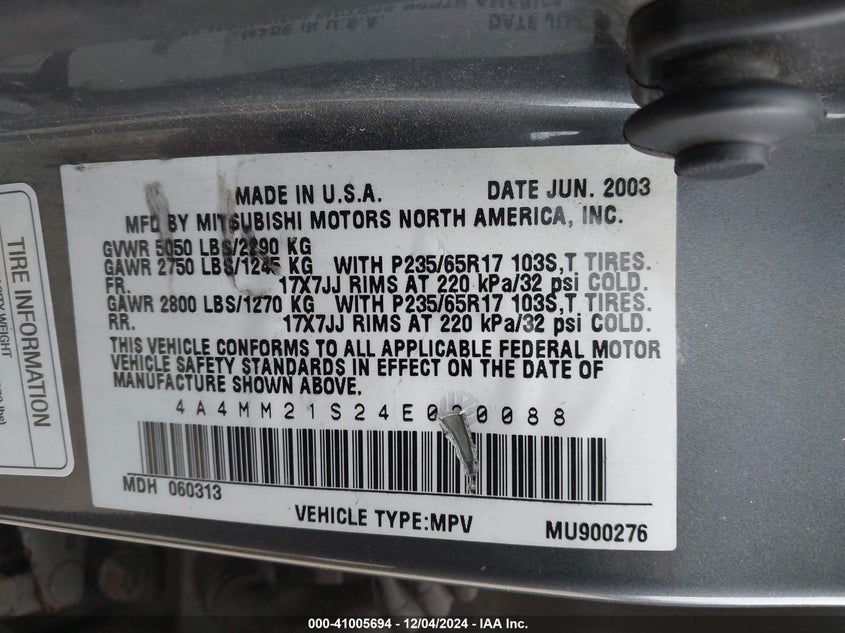 MADE IN U.S.A. DATE JUN. 2003
MFD BY MITSUBISHI MOTORS NORTH AMERICA, INC.
GVWR 5050 LBS/2290 KG
GAWR 2750 LBS/1245 KG WITH P235/65R17 103S,T TIRES.
FR. 17X7JJ RIMS AT 220 kPa/32 psi COLD.
GAWR 2800 LBS/1270 KG WITH P235/65R17 103S,T TIRES.
RR. 17X7JJ RIMS AT 220 kPa/32 psi COLD.
THIS VEHICLE CONFORMS TO ALL APPLICABLE FEDERAL MOTOR
VEHICLE SAFETY STANDARDS IN EFFECT ON THE DATE OF
MANUFACTURE SHOWN ABOVE.
MDH 060313
VEHICLE TYPE:MPV MU900276
TIRE INFORMATION
000-41005694 - 12/04/2024 - IAA Inc.